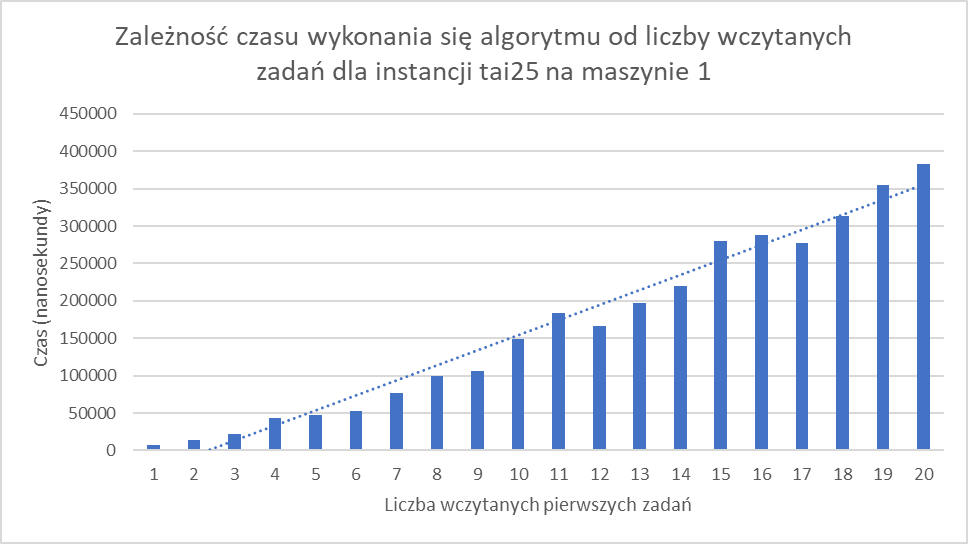 Zależność czasu wykonania się algorytmu od liczby wczytanych
zadań dla instancji tai25 na maszynie 1
Czas (nanosekundy)
450000
400000
350000
300000
250000
200000
150000
100000
50000
0
1 2 3 4 5 6 7 8 9 10 11 12 13 14 15 16 17 18 19 20
Liczba wczytanych pierwszych zadań